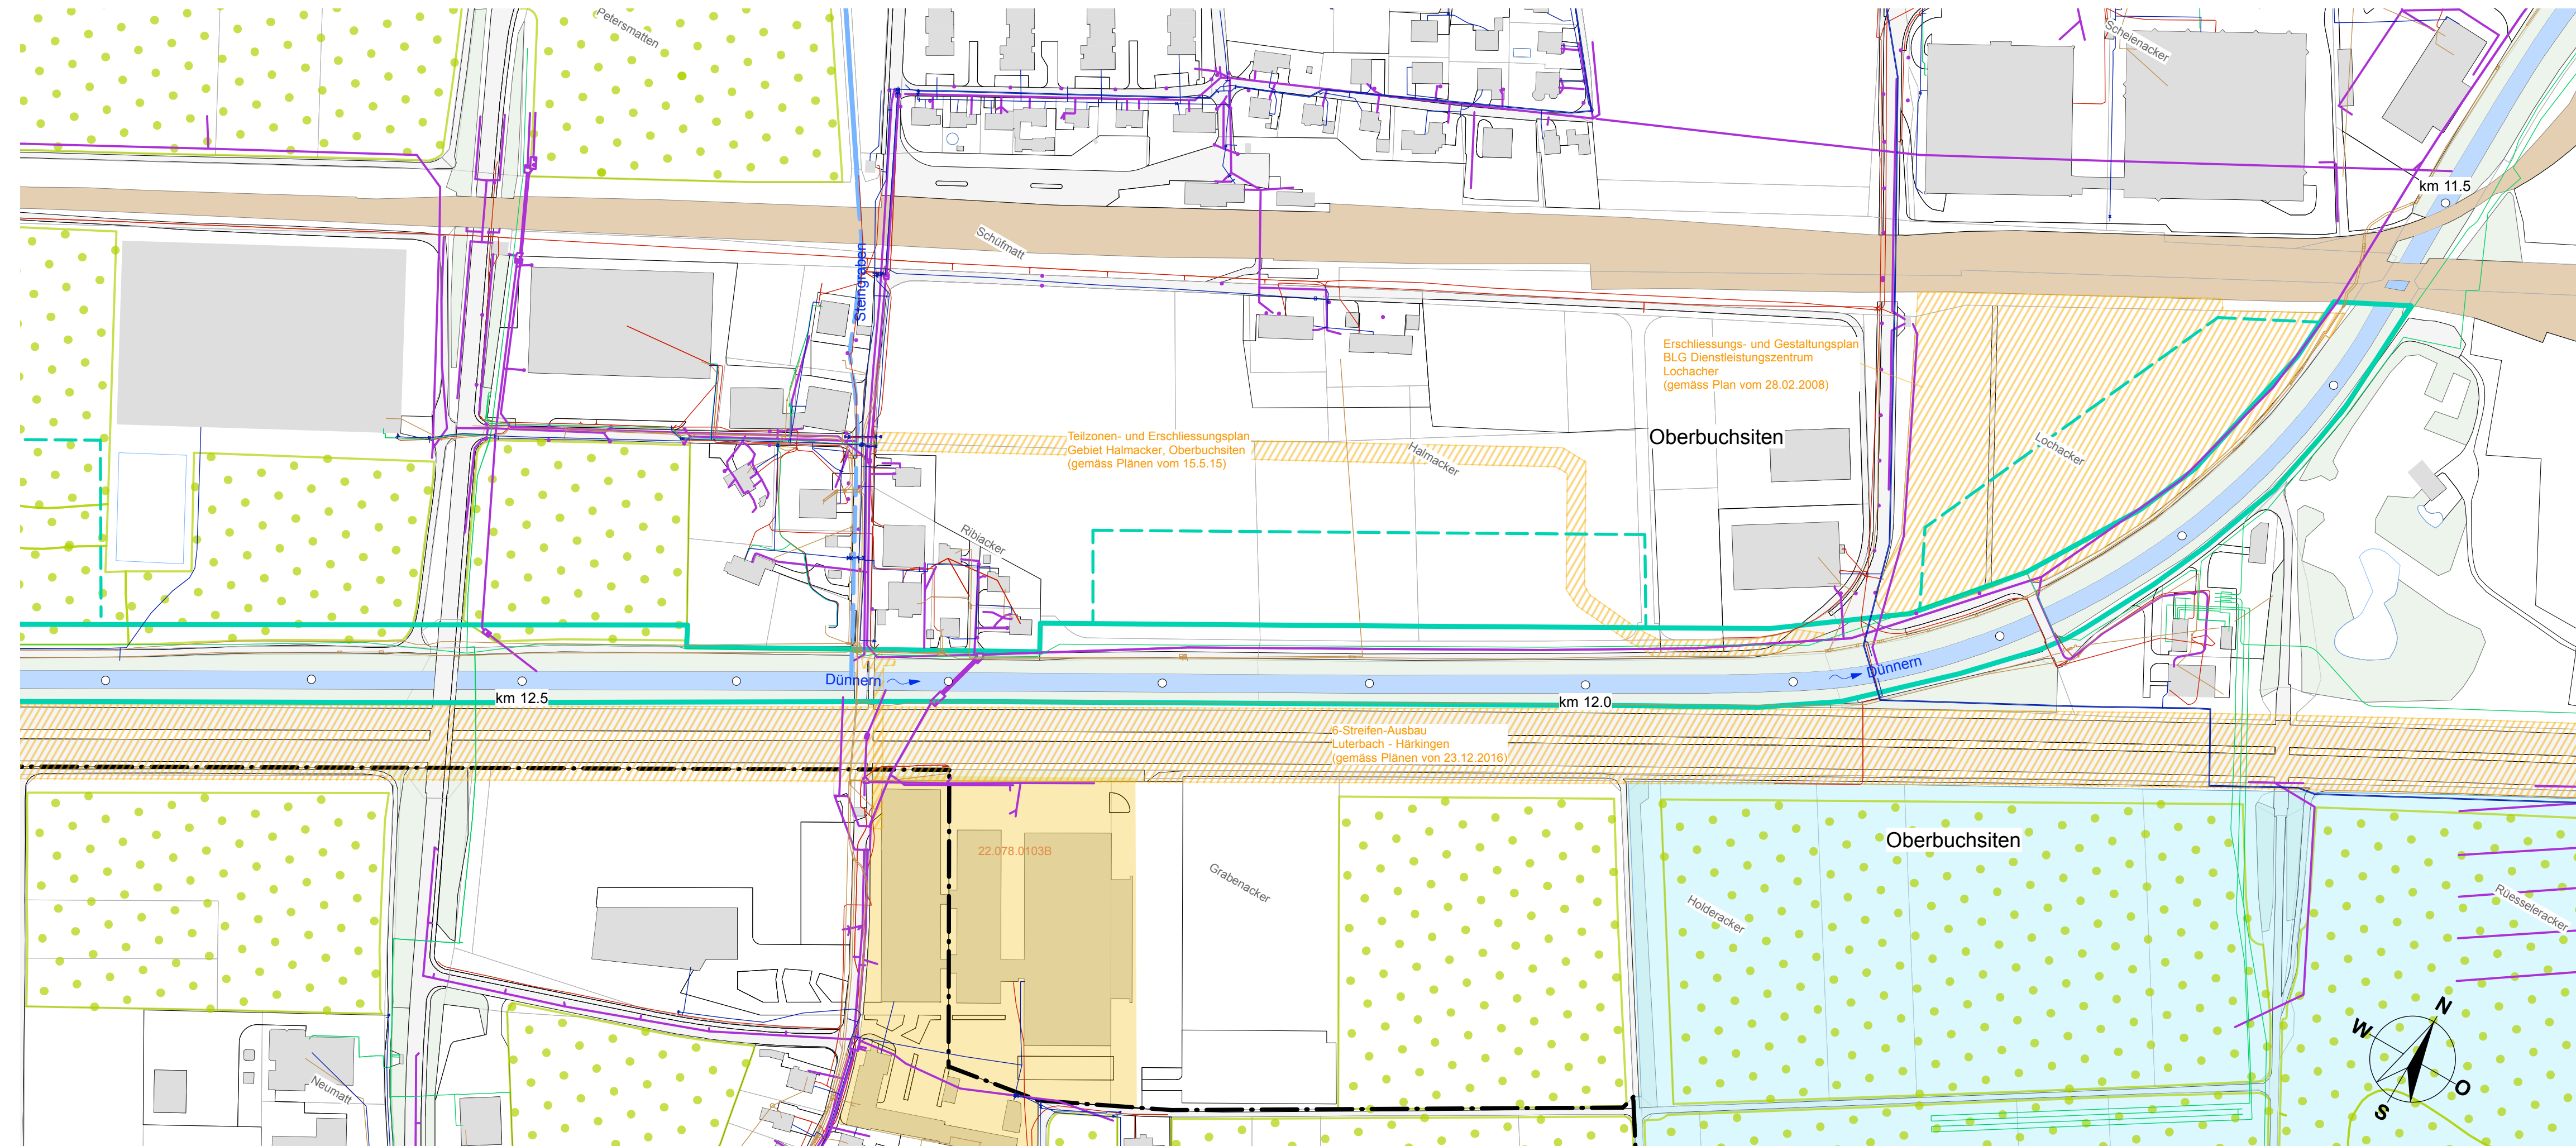 Petersmatten
Scheienacker
km 11.5
Steingraben
Schüfmatt
Erschliessungs- und Gestaltungsplan
BLG Dienstleistungszentrum
Lochacher
(gemäss Plan vom 28.02.2008)
Teilzonen- und Erschliessungsplan
Gebiet Halmacker, Oberbuchsiten
(gemäss Plänen vom 15.5.15)
Halmacker
Oberbuchsiten
Lochacker
Ribiacker
Dünnern
Dünnern
km 12.5
km 12.0
6-Streifen-Ausbau
Luterbach - Härkingen
(gemäss Plänen von 23.12.2016)
22.078.0103B
Oberbuchsiten
Grabenacker
Holderacker
Rüesseleracker
Neumatt
N
W
O
S